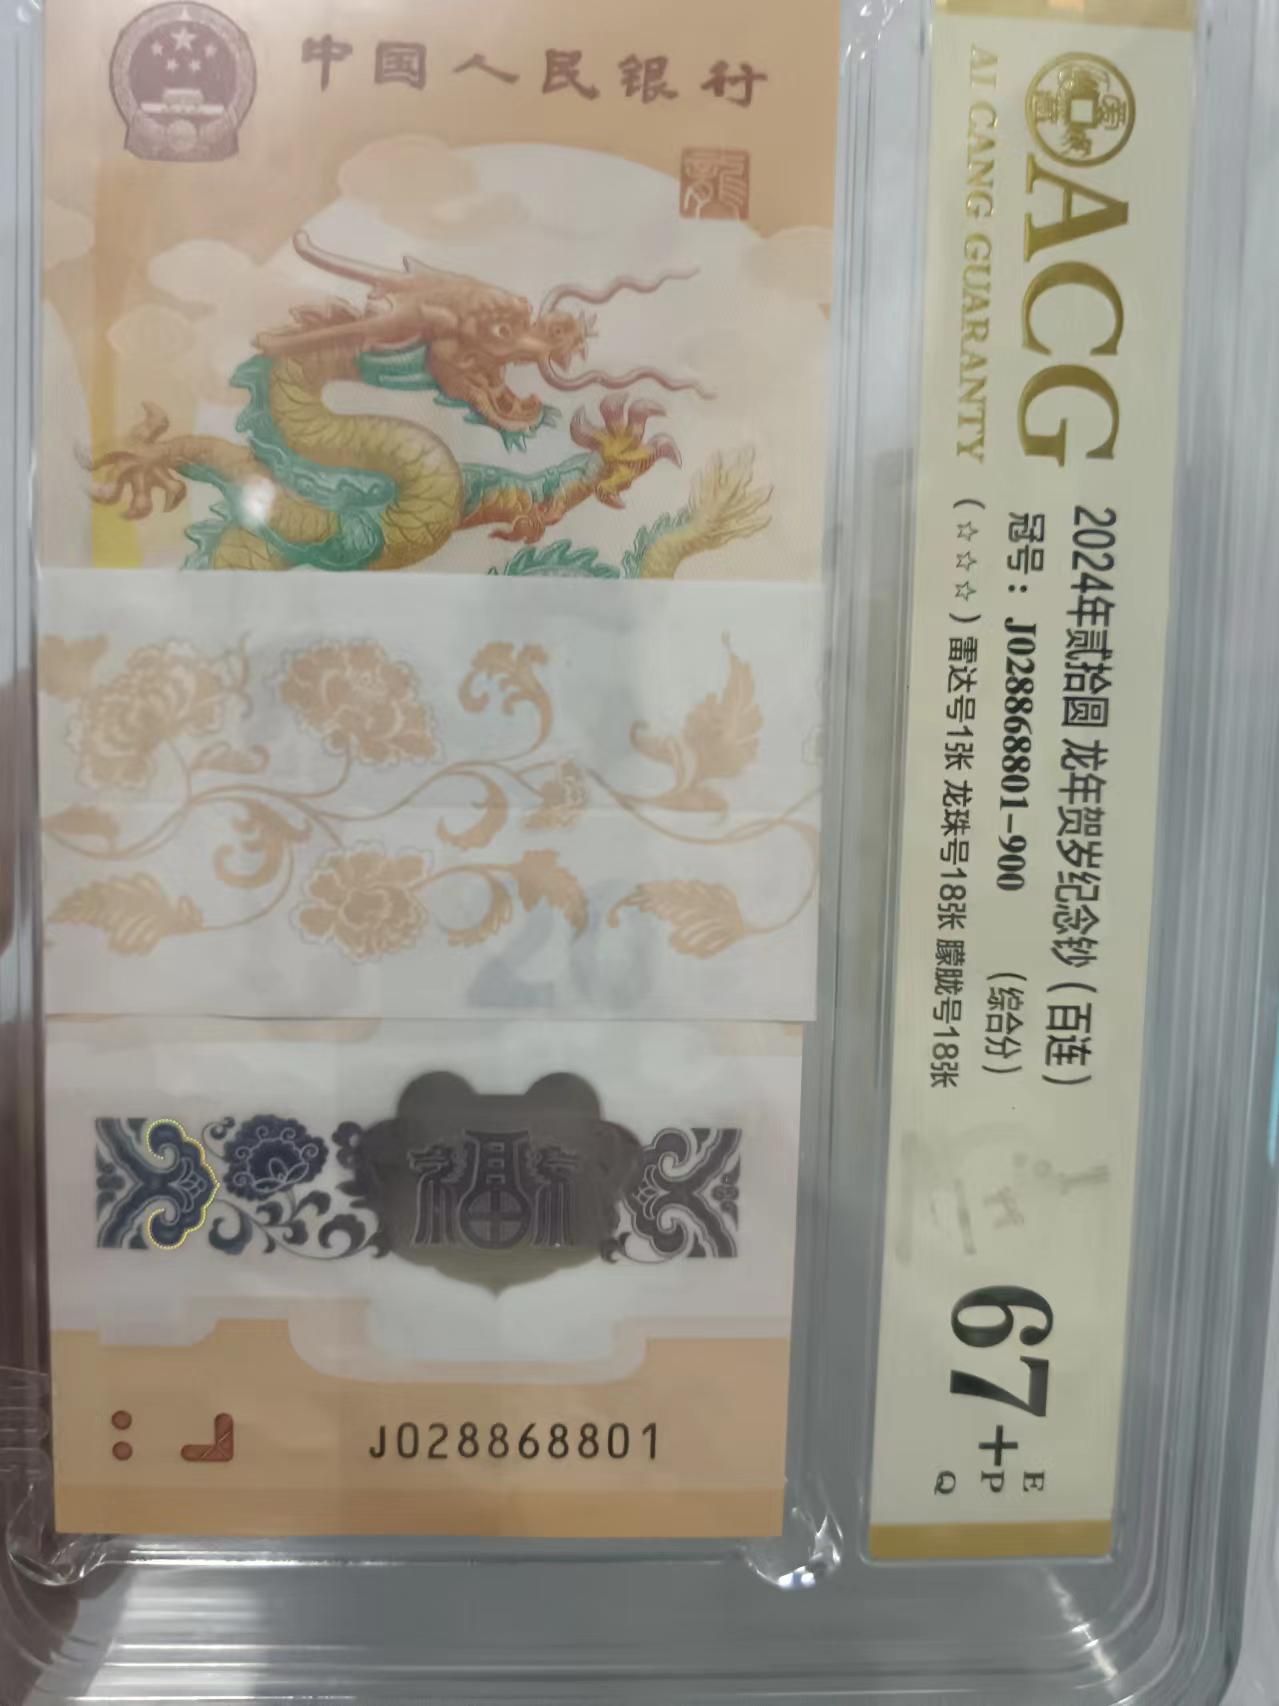 中国人民银行
龍
福
20
J028868801
ACG
AI CANG GUARANTY
2024年贰拾圆 龙年贺岁纪念钞（百连）
冠号：J028868801-900 （综合分）
（☆☆☆）雷达号1张 龙珠号18张 朦胧号18张
67+
E
P
Q